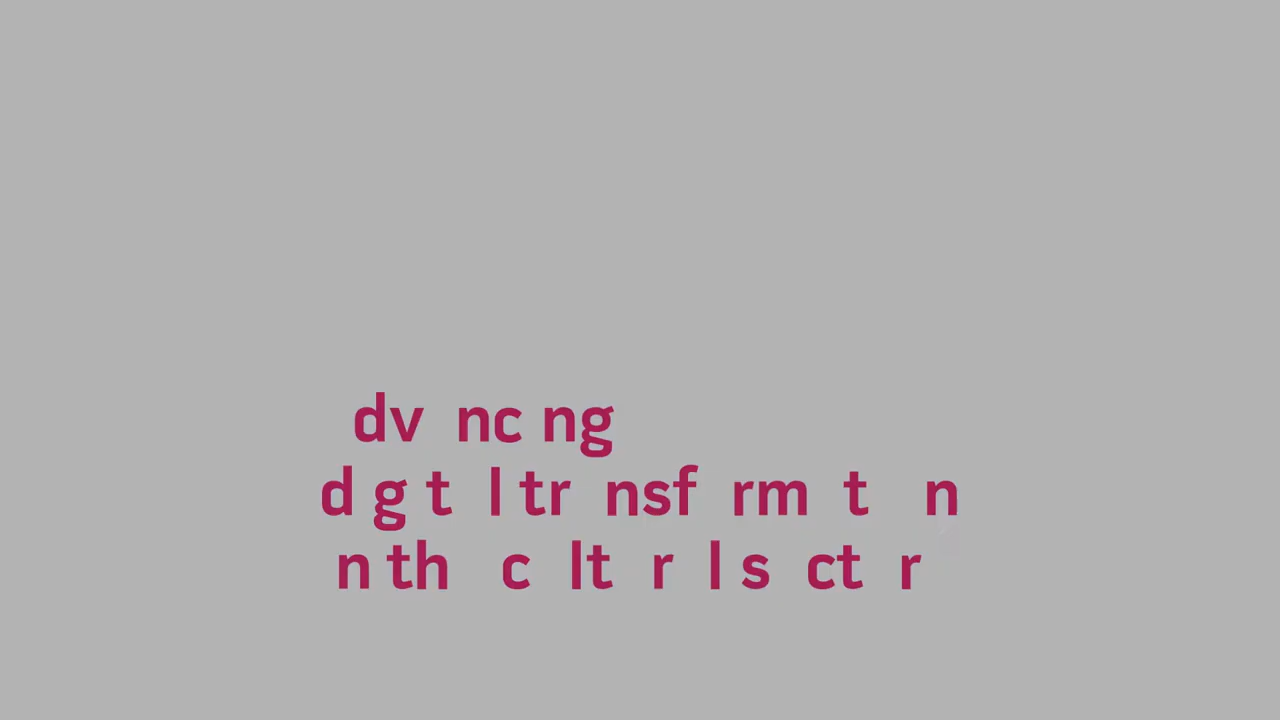 dv nc ng
d g t l tr nsf rm t n
n th c lt r l s ct r